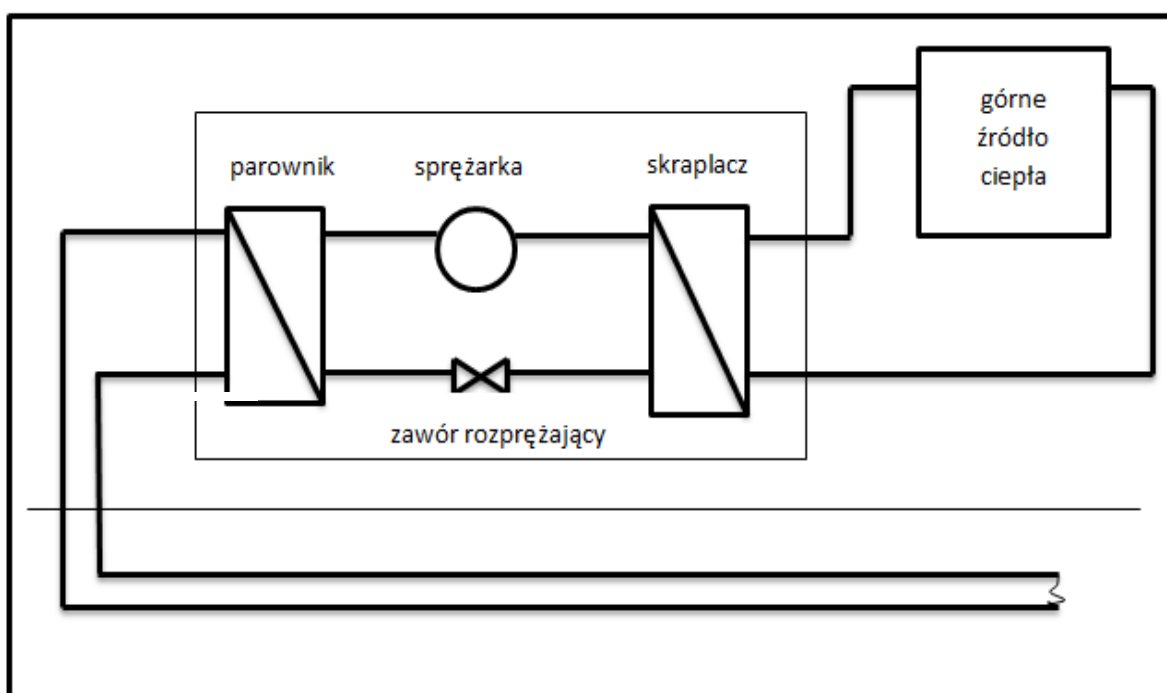 górne
źródło
ciepła
parownik
sprężarka
skraplacz
zawór rozprężający